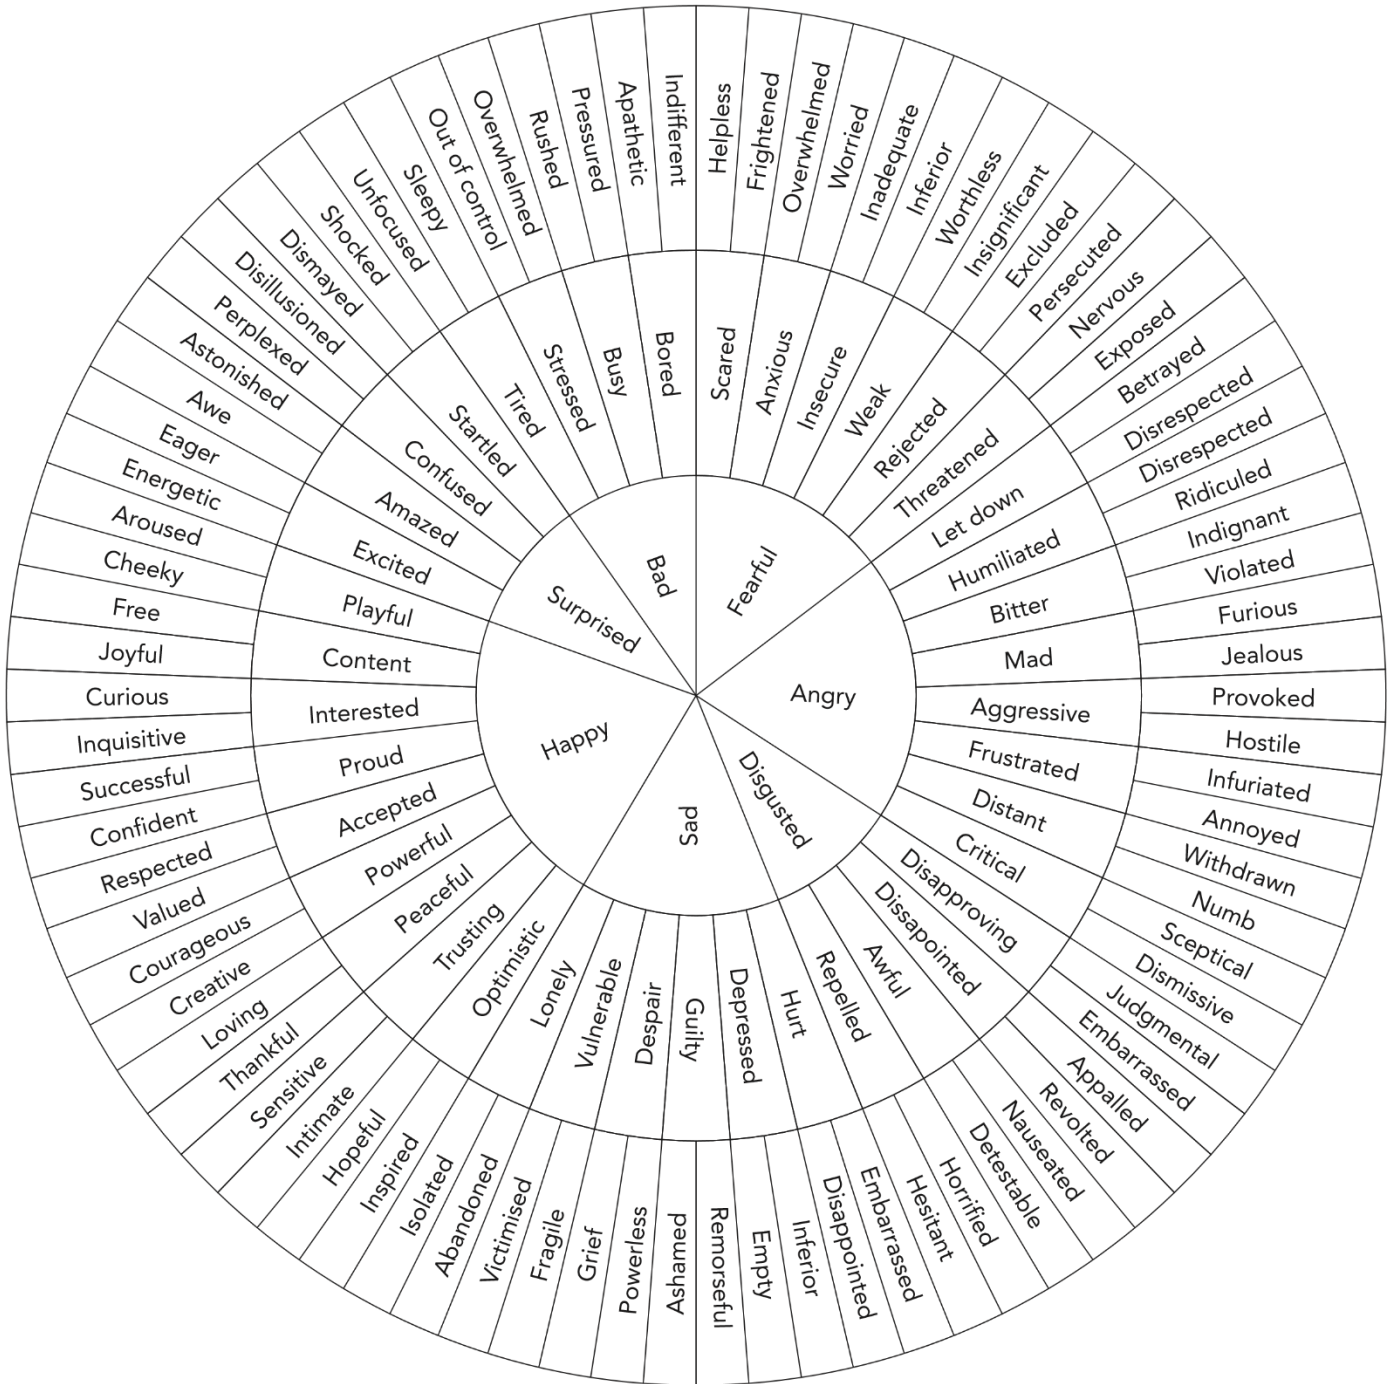 Fearful
Angry
Disgusted
Sad
Happy
Surprised
Bad
Scared
Anxious
Insecure
Weak
Rejected
Threatened
Let down
Humiliated
Bitter
Mad
Aggressive
Frustrated
Distant
Critical
Disapproving
Dissapointed
Awful
Repelled
Hurt
Depressed
Guilty
Despair
Vulnerable
Lonely
Optimistic
Trusting
Peaceful
Powerful
Accepted
Proud
Interested
Content
Playful
Excited
Amazed
Confused
Startled
Tired
Stressed
Busy
Bored
Helpless
Frightened
Overwhelmed
Worried
Inadequate
Inferior
Worthless
Insignificant
Excluded
Persecuted
Nervous
Exposed
Betrayed
Disrespected
Disrespected
Ridiculed
Indignant
Violated
Furious
Jealous
Provoked
Hostile
Infuriated
Annoyed
Withdrawn
Numb
Sceptical
Dismissive
Judgmental
Embarrassed
Appalled
Revolted
Nauseated
Detestable
Horrified
Hesitant
Embarrassed
Disappointed
Inferior
Empty
Remorseful
Ashamed
Powerless
Grief
Fragile
Victimised
Abandoned
Isolated
Inspired
Hopeful
Intimate
Sensitive
Thankful
Loving
Creative
Courageous
Valued
Respected
Confident
Successful
Inquisitive
Curious
Joyful
Free
Cheeky
Aroused
Energetic
Eager
Awe
Astonished
Perplexed
Disillusioned
Dismayed
Shocked
Unfocused
Sleepy
Out of control
Overwhelmed
Rushed
Pressured
Apathetic
Indifferent